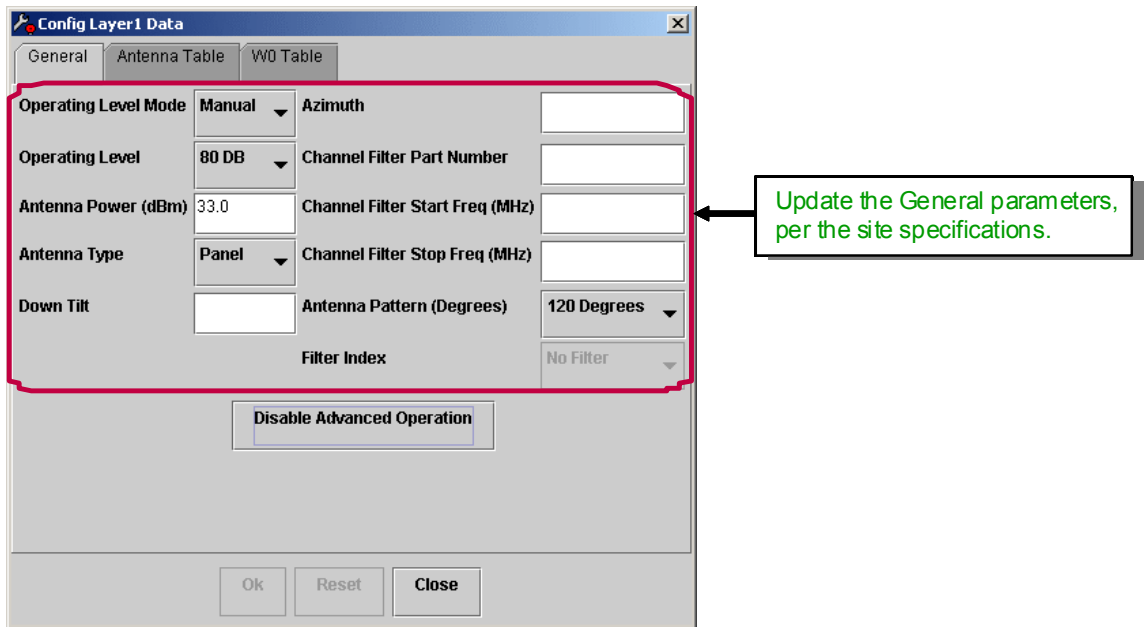 Config Layer1 Data
General Antenna Table W0 Table
Operating Level Mode Manual Azimuth
Operating Level 80 DB Channel Filter Part Number
Antenna Power (dBm) 33.0 Channel Filter Start Freq (MHz)
Antenna Type Panel Channel Filter Stop Freq (MHz)
Down Tilt Antenna Pattern (Degrees) 120 Degrees
Filter Index No Filter
Disable Advanced Operation
Ok Reset Close
Update the General parameters,
per the site specifications.